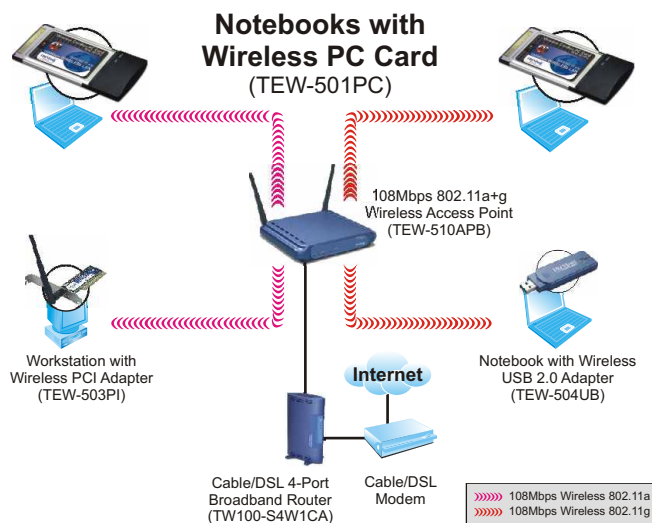 Notebooks with
Wireless PC Card
(TEW-501PC)
108Mbps 802.11a+g
Wireless Access Point
(TEW-510APB)
Workstation with
Wireless PCI Adapter
(TEW-503PI)
Notebook with Wireless
USB 2.0 Adapter
(TEW-504UB)
Internet
Cable/DSL 4-Port
Broadband Router
(TW100-S4W1CA)
Cable/DSL
Modem
108Mbps Wireless 802.11a
108Mbps Wireless 802.11g